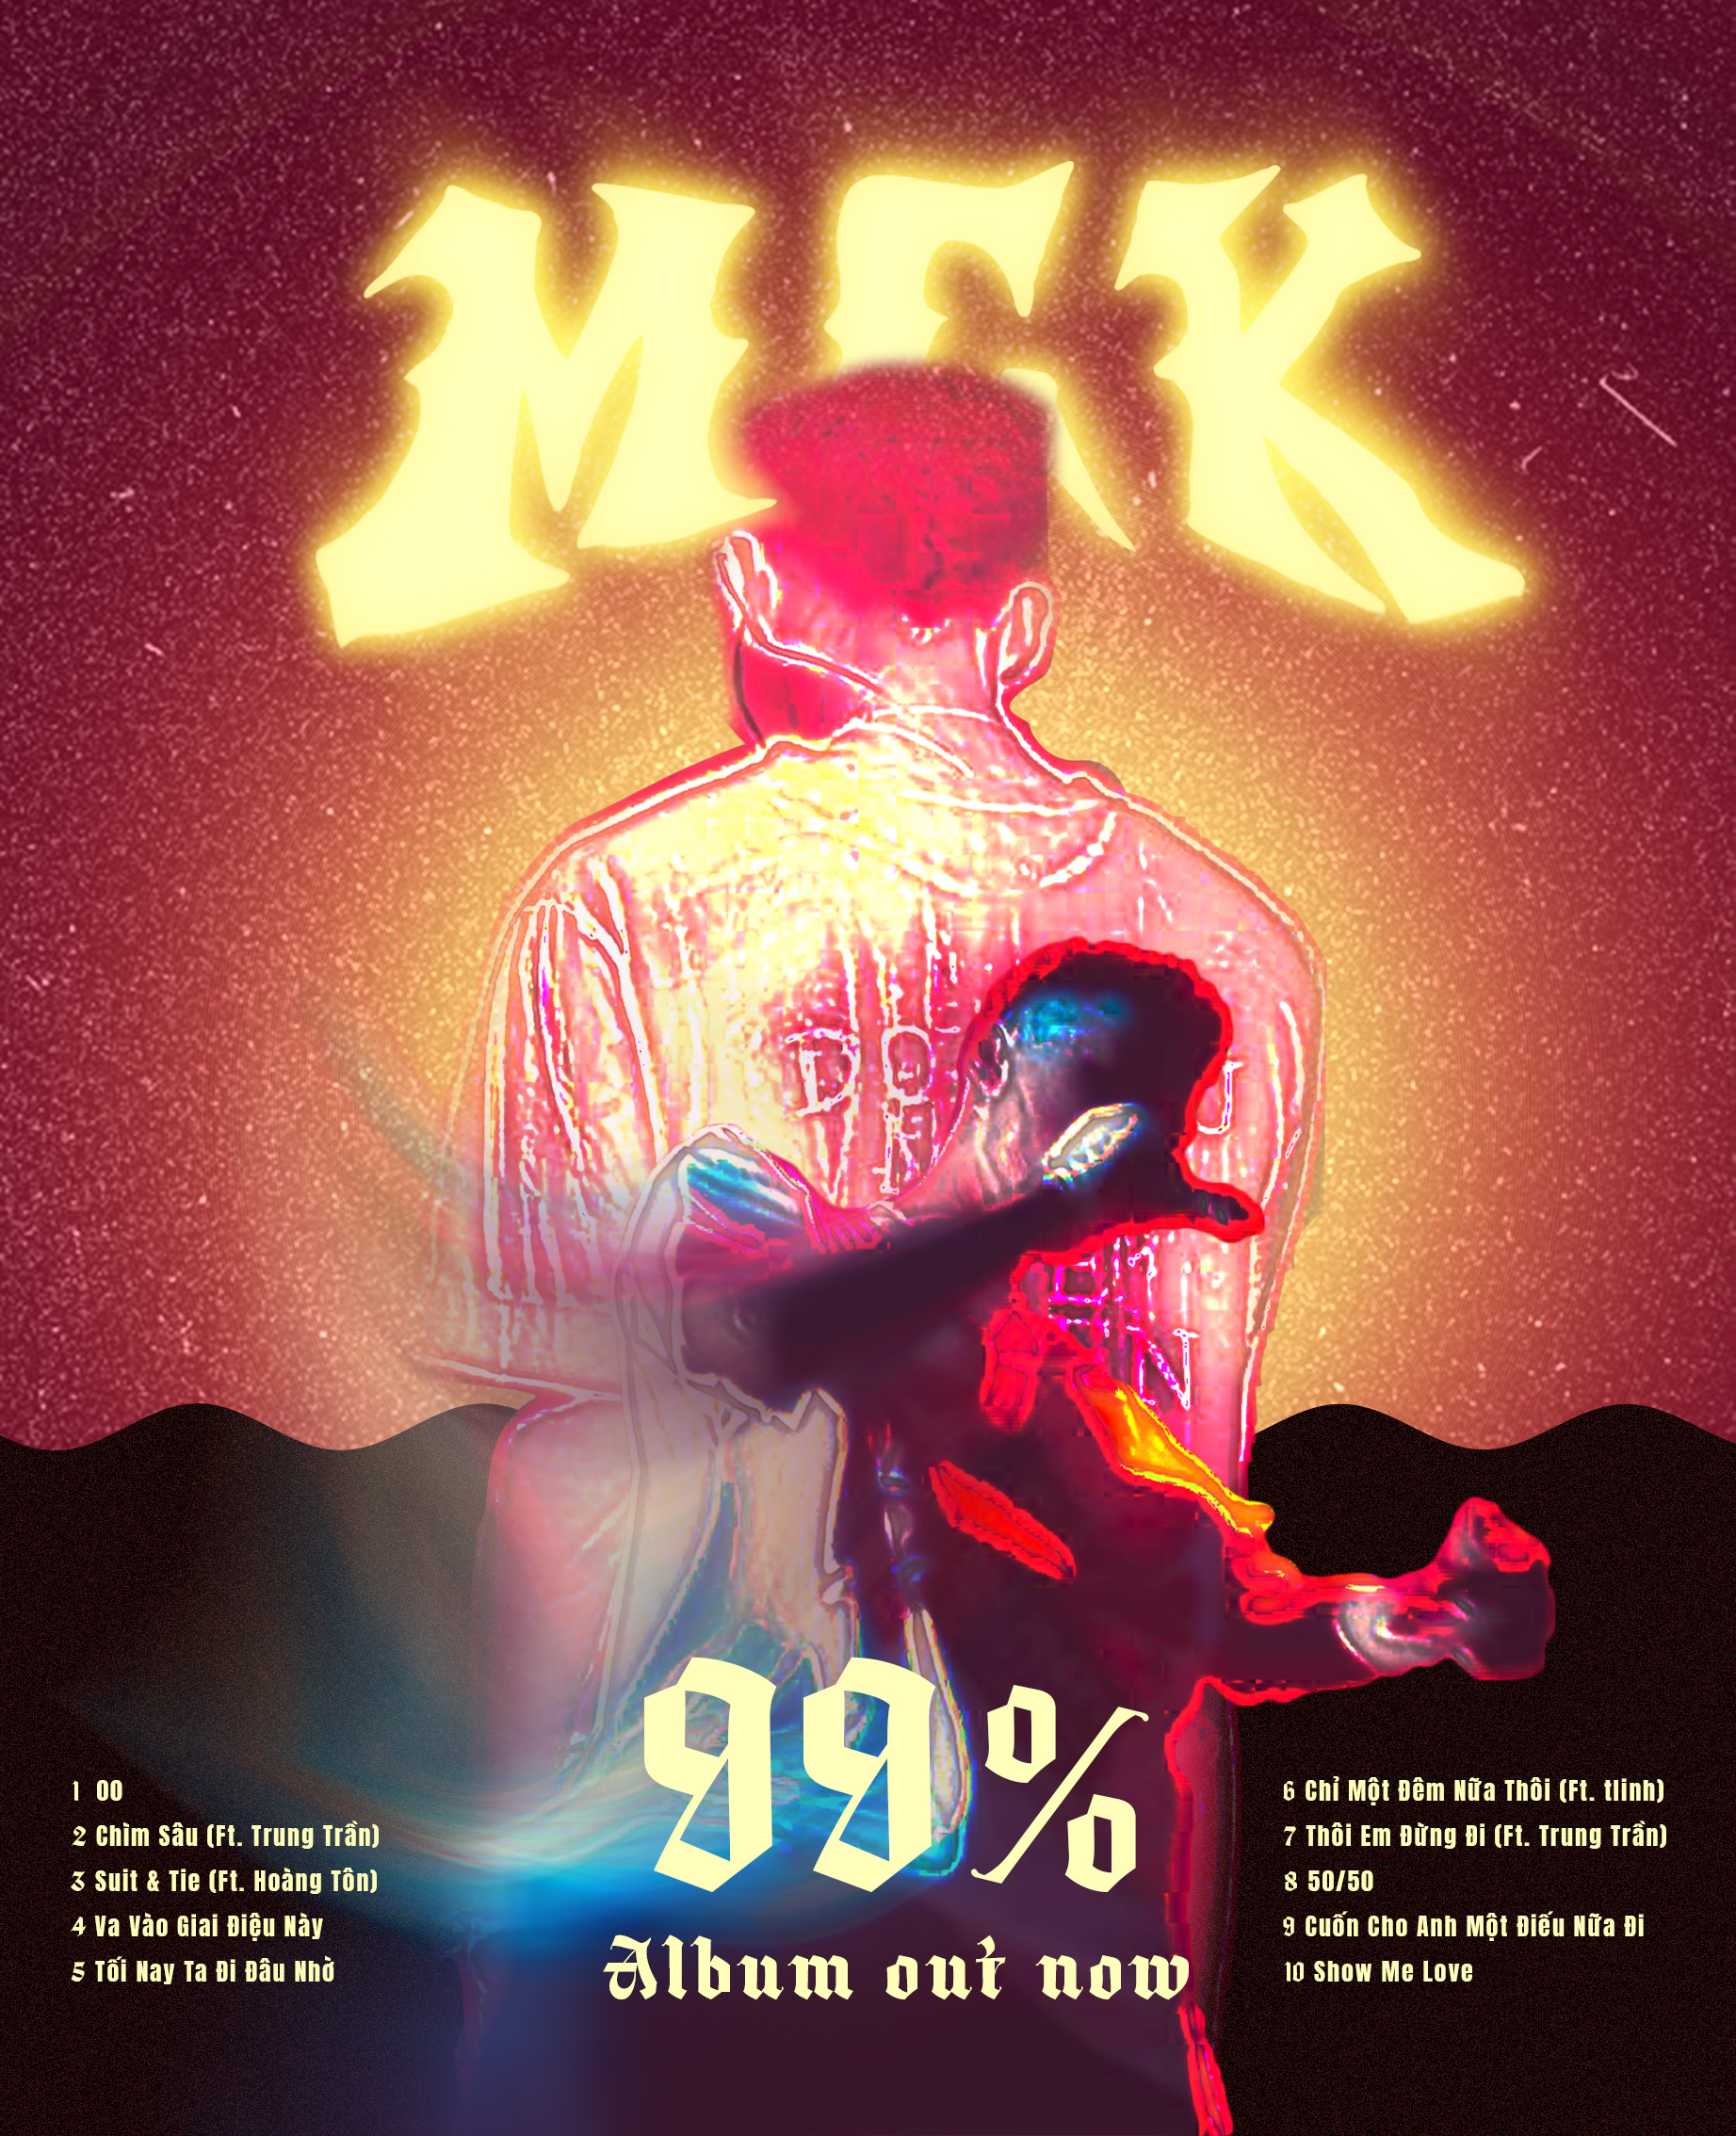 MCK
DO
99%
Album out now
1 00
2 Chìm Sâu (Ft. Trung Trần)
3 Suit & Tie (Ft. Hoàng Tôn)
4 Va Vào Giai Điệu Này
5 Tối Nay Ta Đi Đâu Nhờ
6 Chỉ Một Đêm Nữa Thôi (Ft. tlinh)
7 Thôi Em Đừng Đi (Ft. Trung Trần)
8 50/50
9 Cuốn Cho Anh Một Điếu Nữa Đi
10 Show Me Love